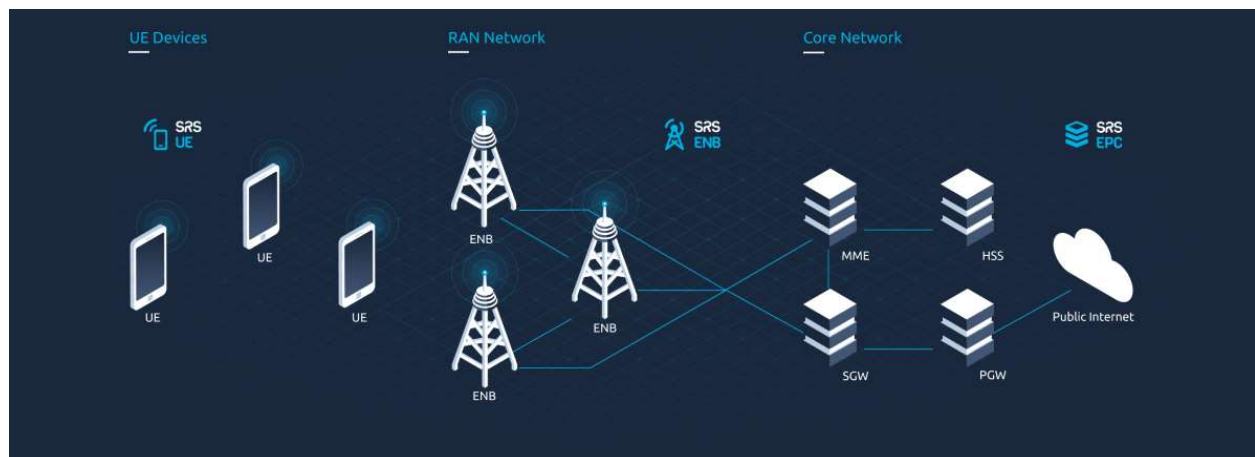 UE Devices
RAN Network
Core Network
SRS
UE
SRS
ENB
SRS
EPC
UE
UE
UE
ENB
ENB
ENB
MME
HSS
SGW
PGW
Public Internet